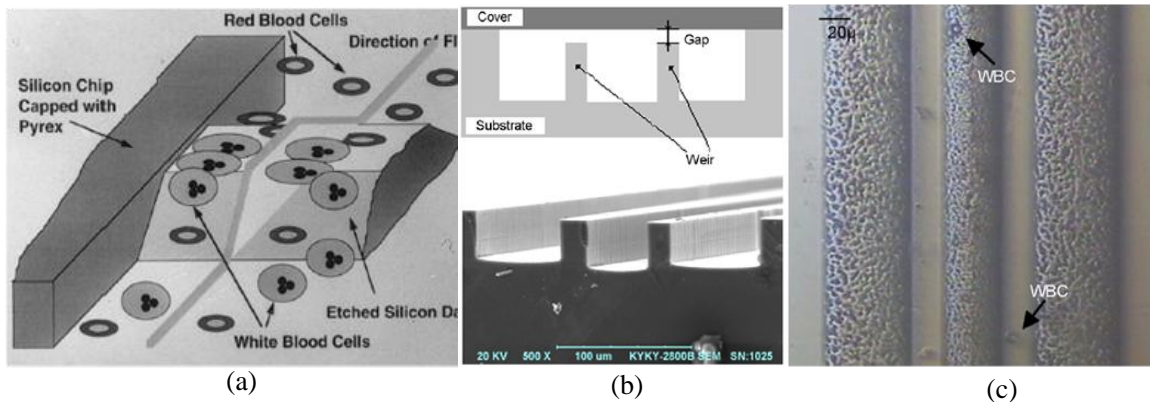 Red Blood Cells
Direction of Fl
Silicon Chip
Capped with
Pyrex
Etched Silicon Da
White Blood Cells
(a)
Cover
Gap
Substrate
Weir
20 KV 500 X 100 um KYKY-2800B SEM SN:1025
(b)
20μ
WBC
WBC
(c)